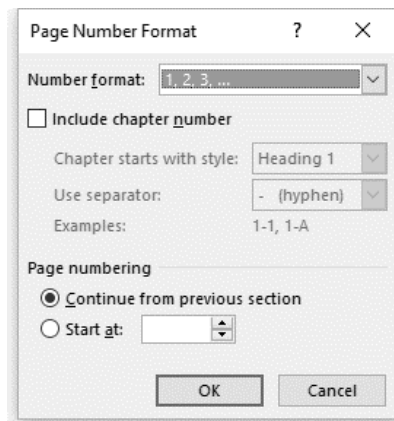 Page Number Format ? X
Number format: 1, 2, 3, ...
Include chapter number
Chapter starts with style: Heading 1
Use separator: - (hyphen)
Examples: 1-1, 1-A
Page numbering
Continue from previous section
Start at:
OK Cancel